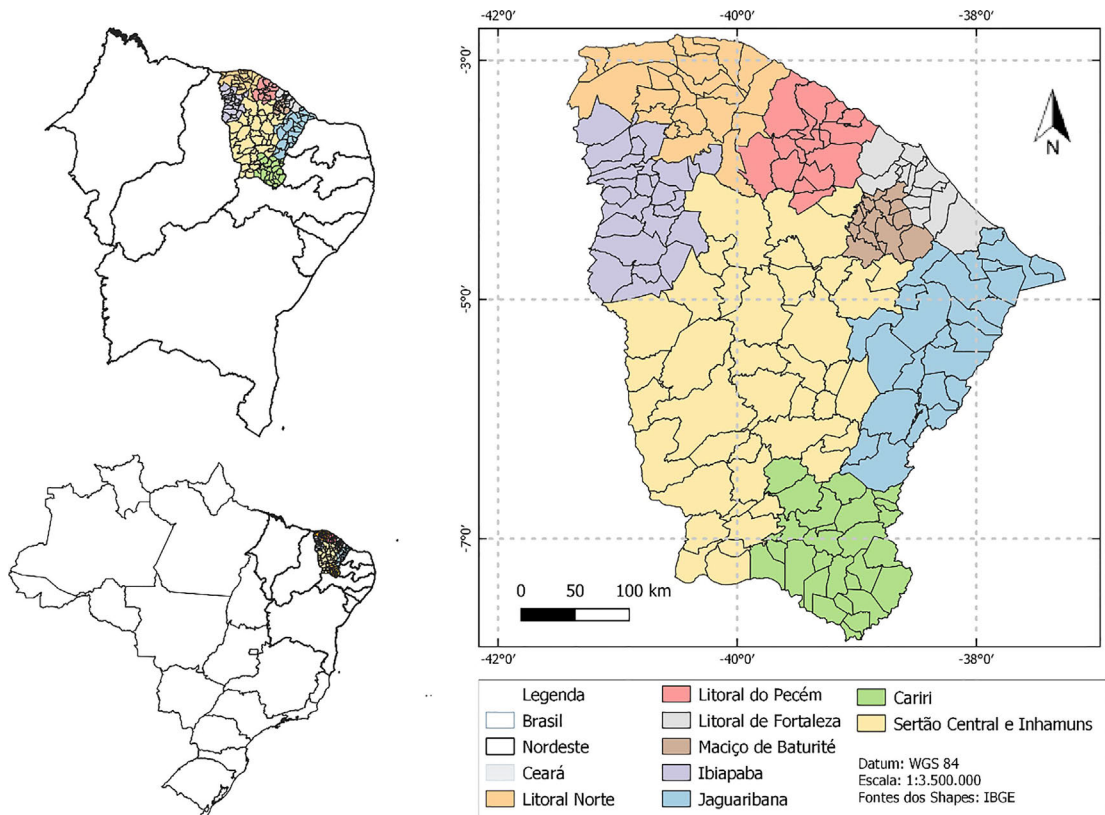 -42°0' -40°0' -38°0'
-3°0'
N
-5°0'
-7°0'
0 50 100 km
-42°0' -40°0' -38°0'
Legenda
Brasil
Nordeste
Ceará
Litoral Norte
Litoral do Pecém
Litoral de Fortaleza
Maciço de Baturité
Ibiapaba
Jaguaribana
Cariri
Sertão Central e Inhamuns
Datum: WGS 84
Escala: 1:3.500.000
Fontes dos Shapes: IBGE